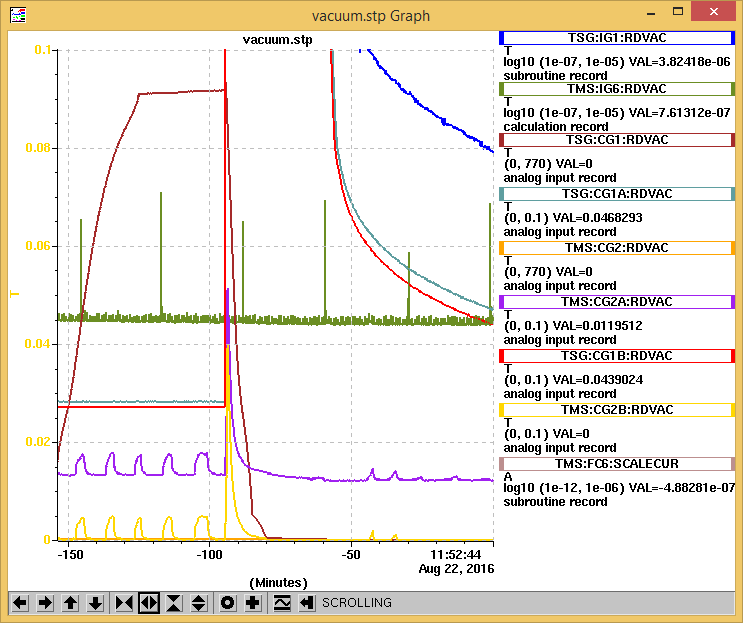 vacuum.stp Graph
vacuum.stp
0.1
0.08
0.06
T
0.04
0.02
0
-150
-100
-50
11:52:44
Aug 22, 2016
(Minutes)
TSG:IG1:RDVAC
T
log10 (1e-07, 1e-05) VAL=3.82418e-06
subroutine record
TMS:IG6:RDVAC
T
log10 (1e-07, 1e-05) VAL=7.61312e-07
calculation record
TSG:CG1:RDVAC
T
(0, 770) VAL=0
analog input record
TSG:CG1A:RDVAC
T
(0, 0.1) VAL=0.0468293
analog input record
TMS:CG2:RDVAC
T
(0, 770) VAL=0
analog input record
TMS:CG2A:RDVAC
T
(0, 0.1) VAL=0.0119512
analog input record
TSG:CG1B:RDVAC
T
(0, 0.1) VAL=0.0439024
analog input record
TMS:CG2B:RDVAC
T
(0, 0.1) VAL=0
analog input record
TMS:FC6:SCALECUR
A
log10 (1e-12, 1e-06) VAL=-4.88281e-07
subroutine record
SCROLLING